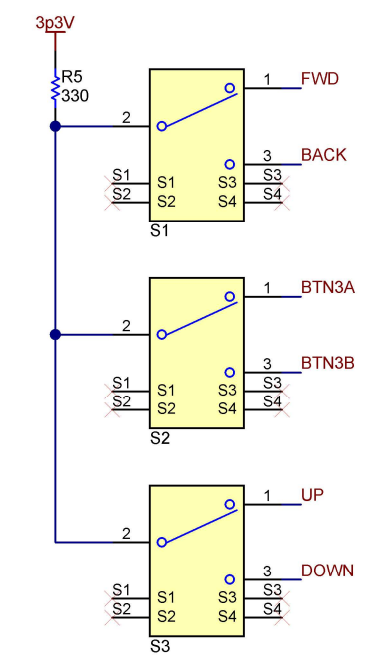 3p3V
R5
330
1 FWD
2
3 BACK
S1 S1 S3 S3
S2 S2 S4 S4
S1
1 BTN3A
2
3 BTN3B
S1 S1 S3 S3
S2 S2 S4 S4
S2
1 UP
2
3 DOWN
S1 S1 S3 S3
S2 S2 S4 S4
S3